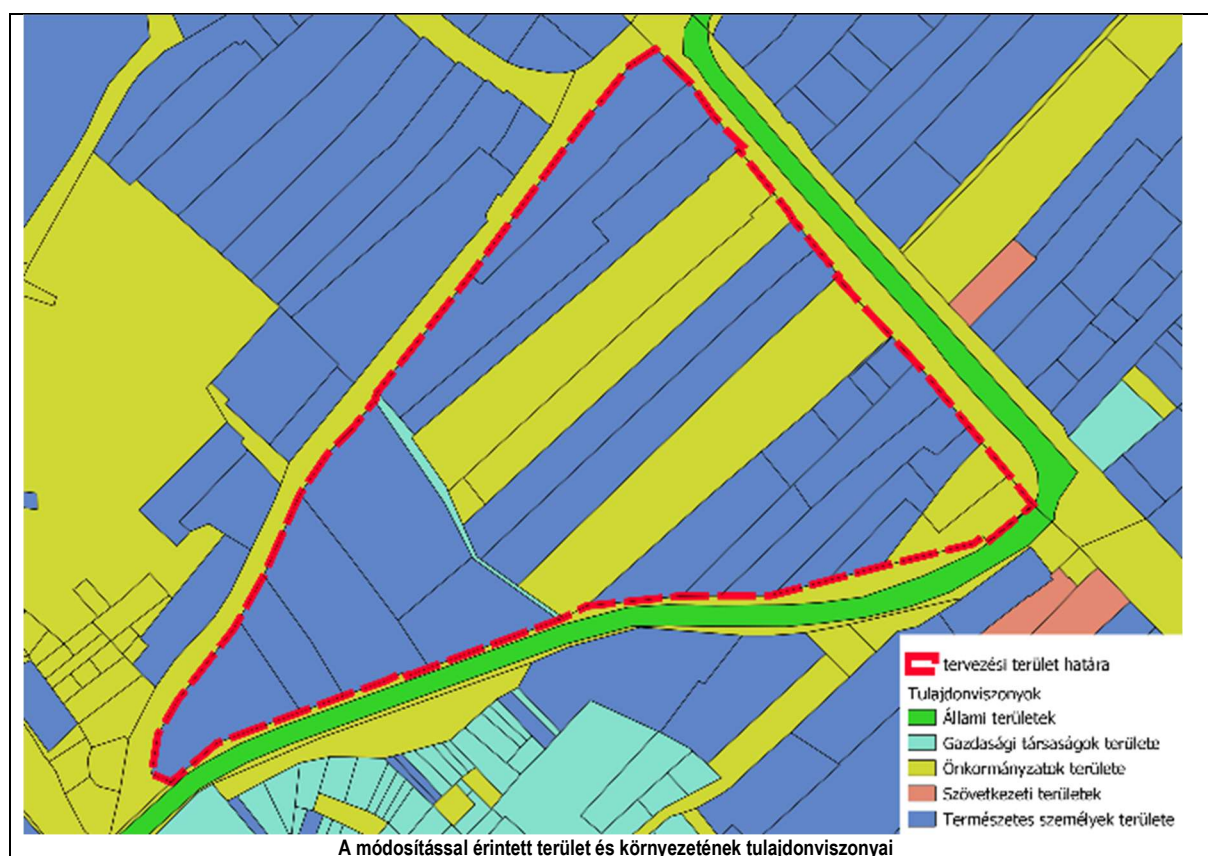 tervezési terület határa
Tulajdonviszonyok
Állami területek
Gazdasági társaságok területe
Önkormányzatok területe
Szövetkezeti területek
Természetes személyek területe
A módosítással érintett terület és környezetének tulajdonviszonyai